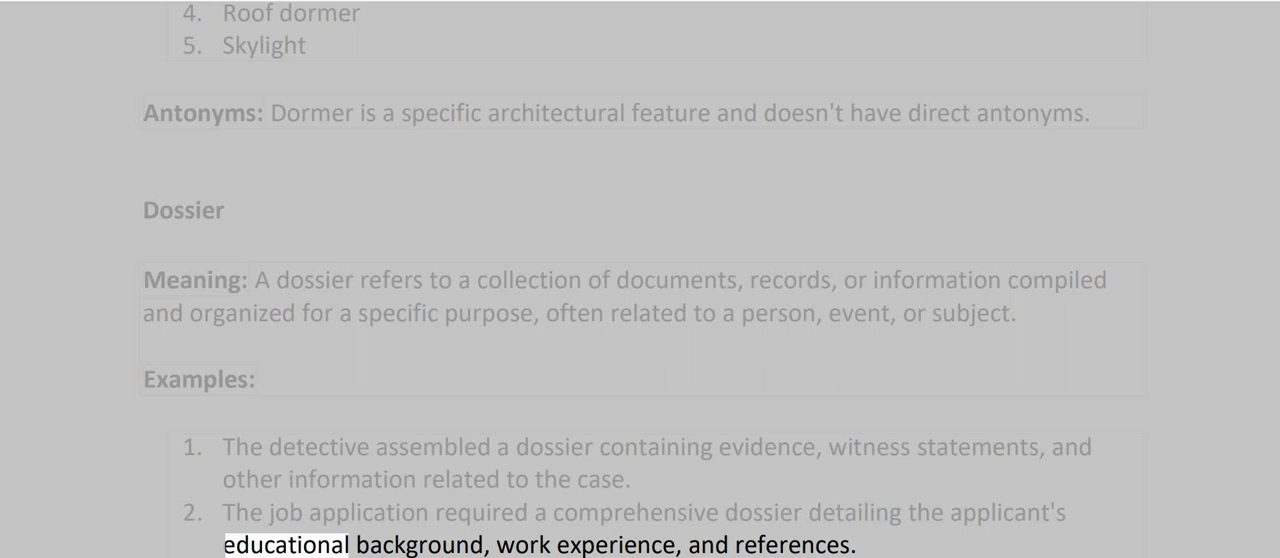 4. Roof dormer
5. Skylight
Antonyms: Dormer is a specific architectural feature and doesn't have direct antonyms.
Dossier
Meaning: A dossier refers to a collection of documents, records, or information compiled
and organized for a specific purpose, often related to a person, event, or subject.
Examples:
1. The detective assembled a dossier containing evidence, witness statements, and
other information related to the case.
2. The job application required a comprehensive dossier detailing the applicant's
educational background, work experience, and references.